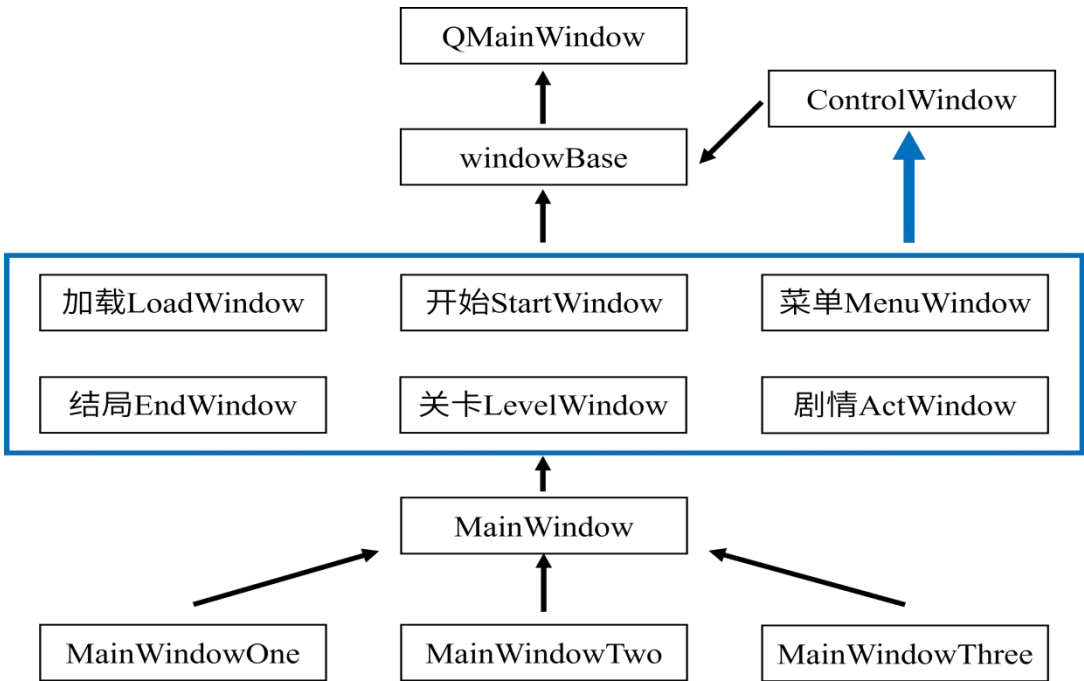 QMainWindow
ControlWindow
windowBase
加载LoadWindow
开始StartWindow
菜单MenuWindow
结局EndWindow
关卡LevelWindow
剧情ActWindow
MainWindow
MainWindowOne
MainWindowTwo
MainWindowThree